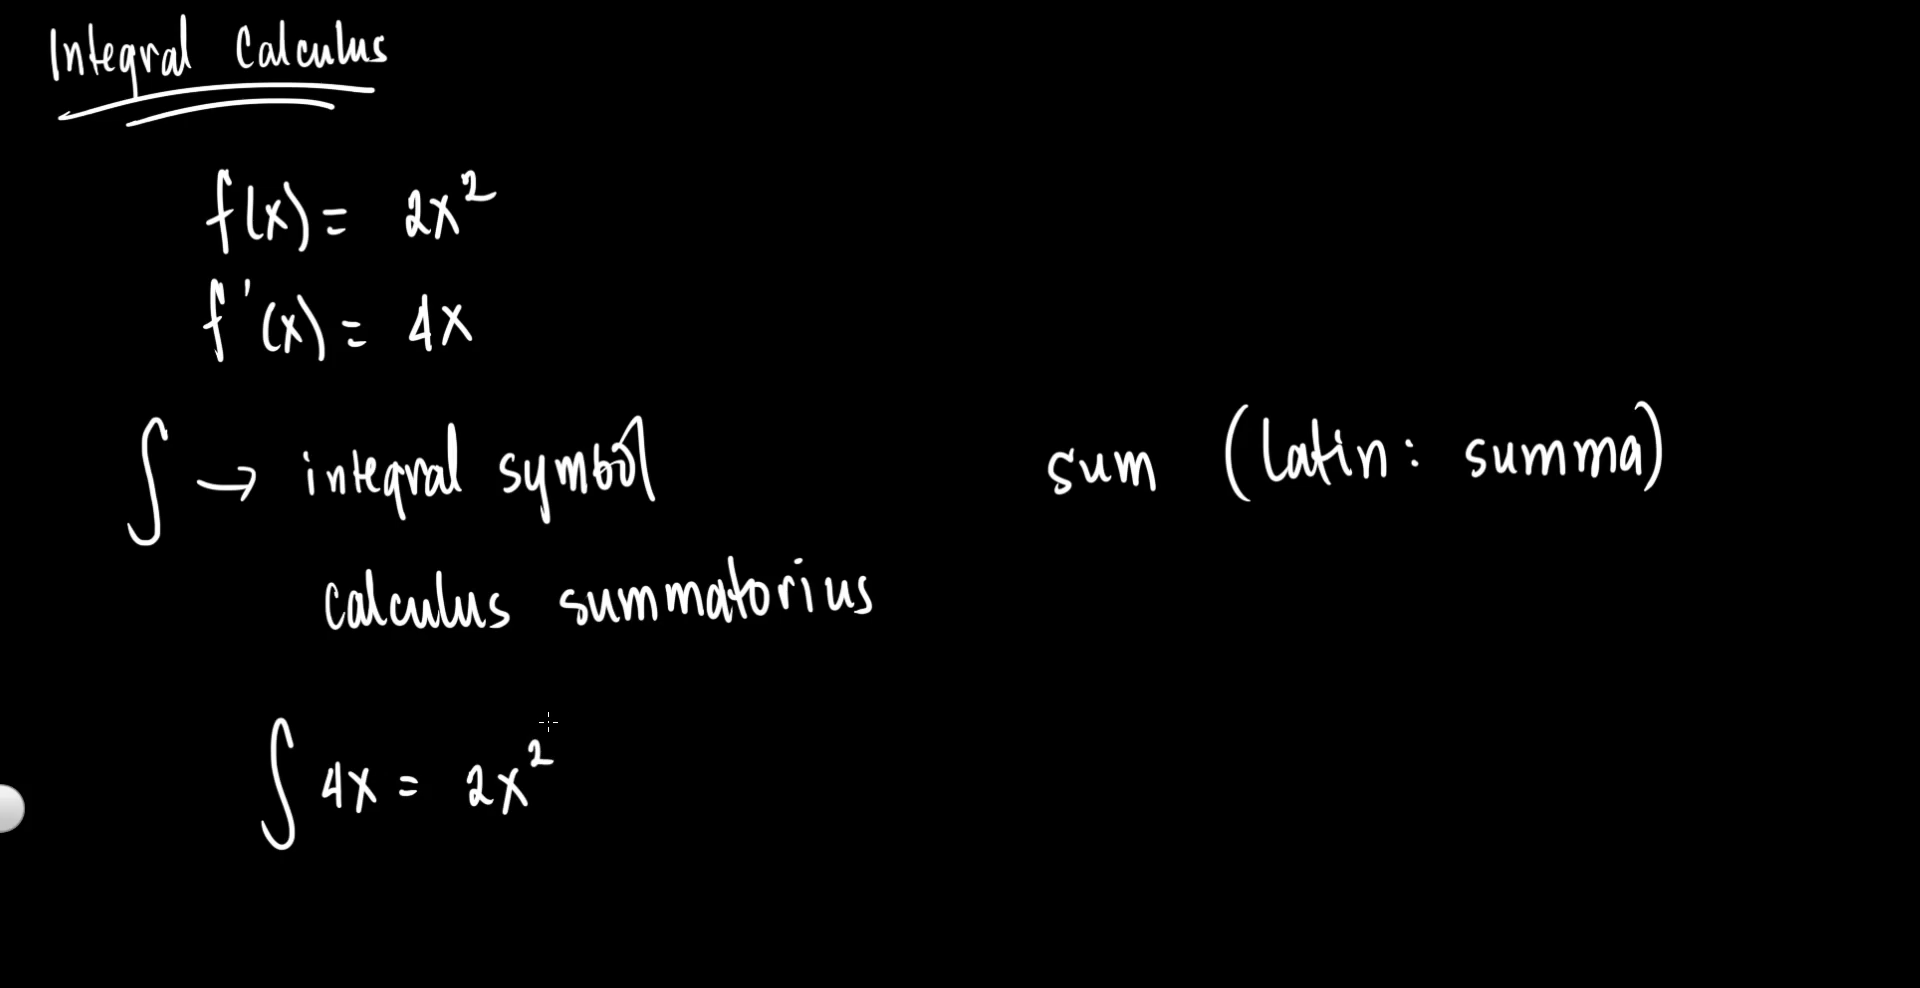 Integral Calculus
f(x) = 2x²
f'(x) = 4x
∫ → integral symbol sum (latin: summa)
calculus summatorius
∫ 4x = 2x²